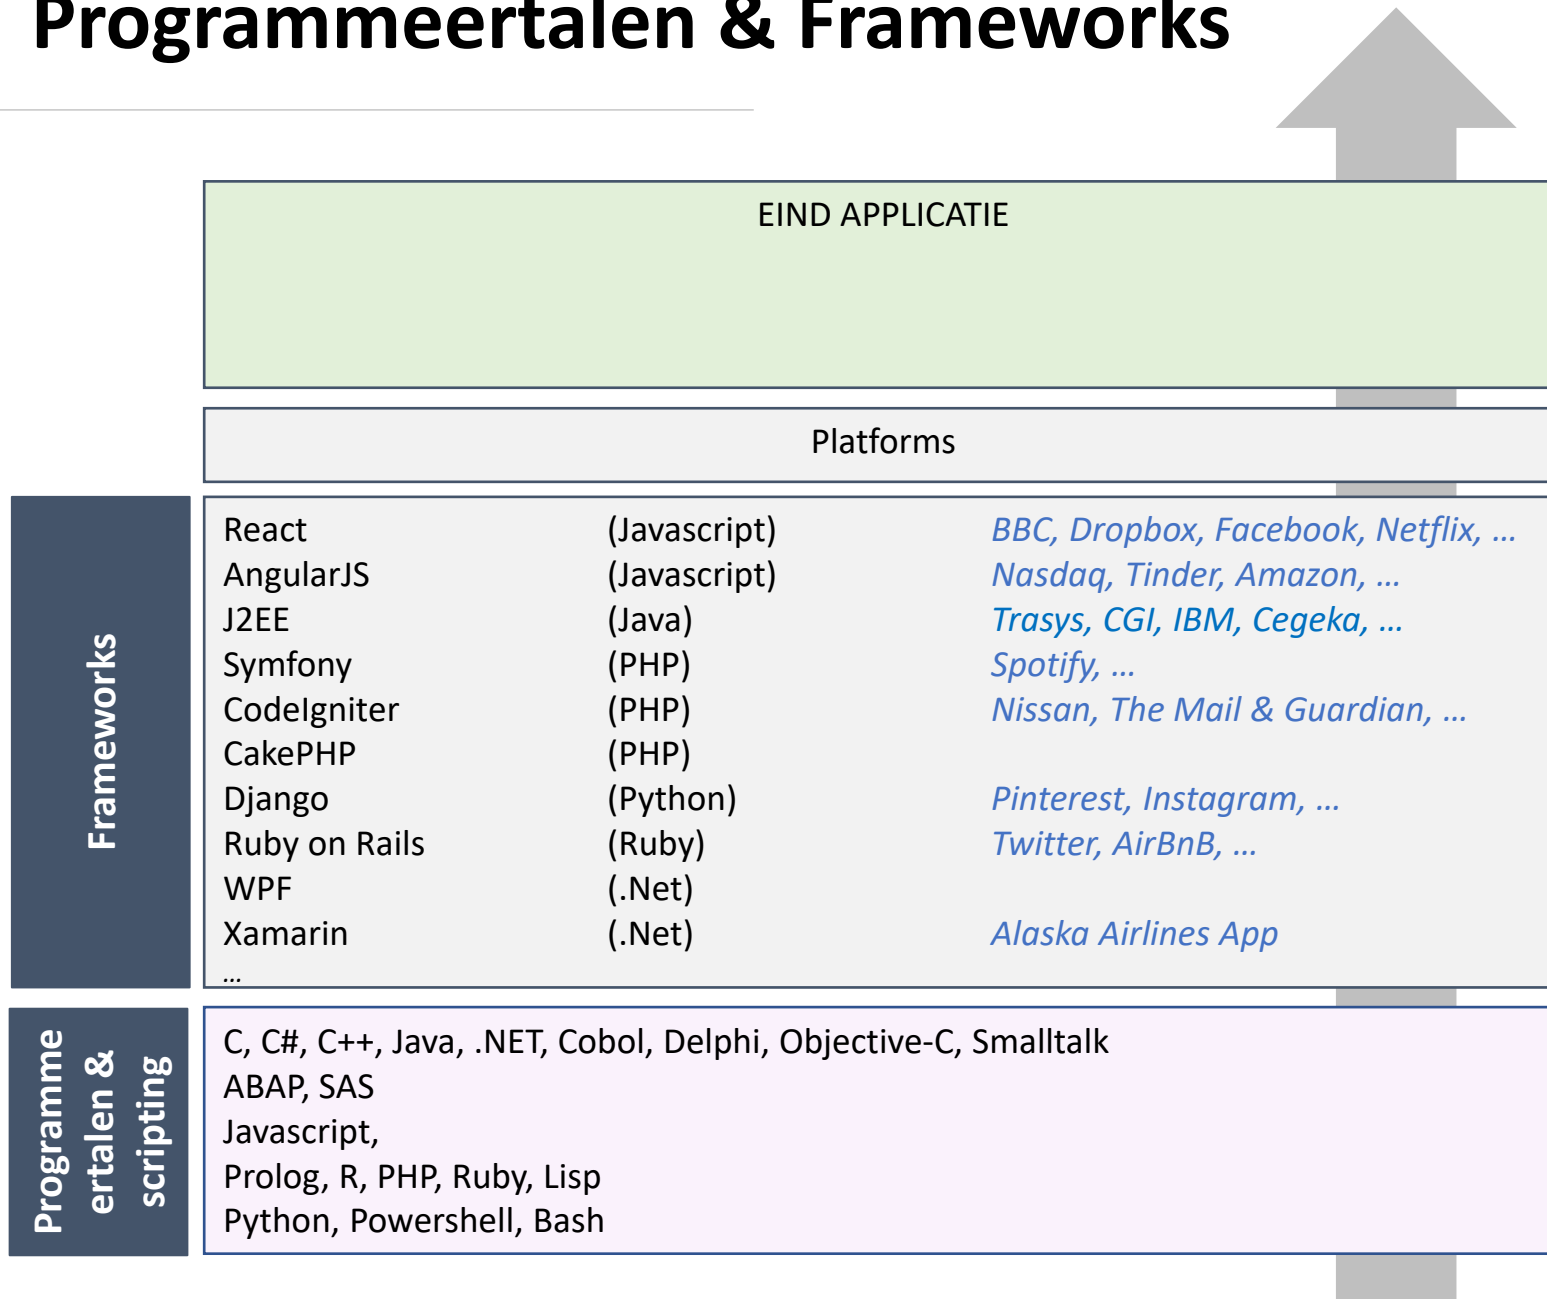 Programmeertalen & Frameworks
EIND APPLICATIE
Platforms
Frameworks
React (Javascript) BBC, Dropbox, Facebook, Netflix, …
AngularJS (Javascript) Nasdaq, Tinder, Amazon, …
J2EE (Java) Trasys, CGI, IBM, Cegeka, …
Symfony (PHP) Spotify, …
CodeIgniter (PHP) Nissan, The Mail & Guardian, …
CakePHP (PHP)
Django (Python) Pinterest, Instagram, …
Ruby on Rails (Ruby) Twitter, AirBnB, …
WPF (.Net)
Xamarin (.Net) Alaska Airlines App
…
Programme
ertalen &
scripting
C, C#, C++, Java, .NET, Cobol, Delphi, Objective-C, Smalltalk
ABAP, SAS
Javascript,
Prolog, R, PHP, Ruby, Lisp
Python, Powershell, Bash